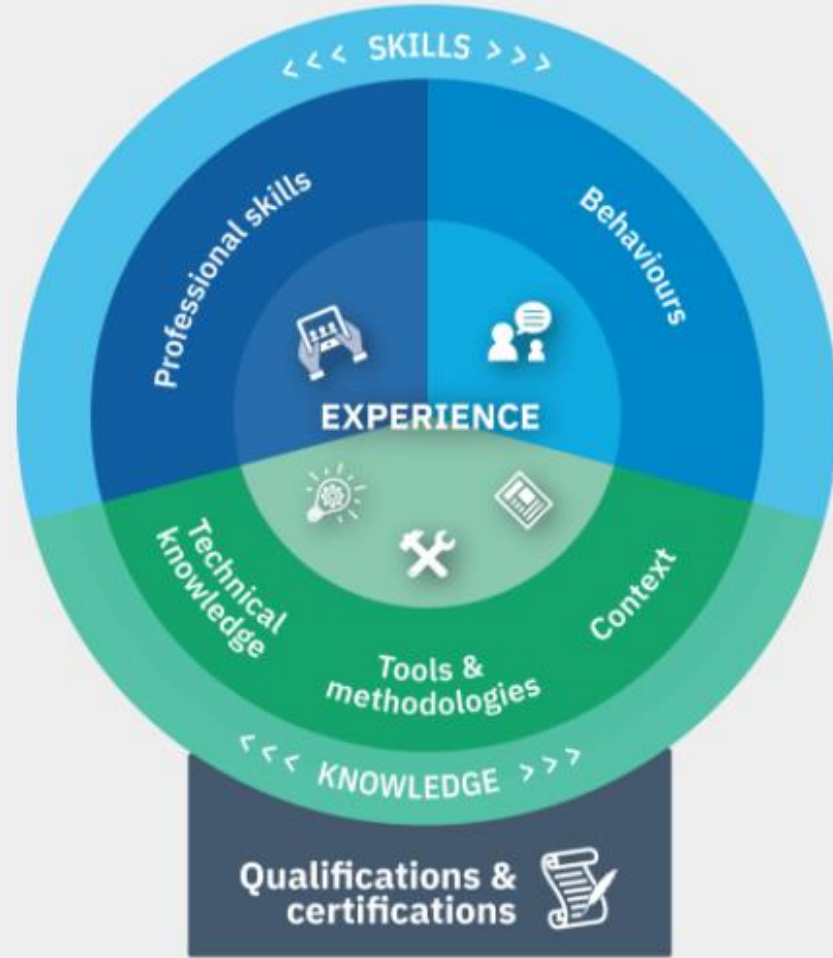 <<< SKILLS >>>
Professional skills
Behaviours
EXPERIENCE
Technical
knowledge
Tools &
methodologies
Context
<<< KNOWLEDGE >>>
Qualifications &
certifications